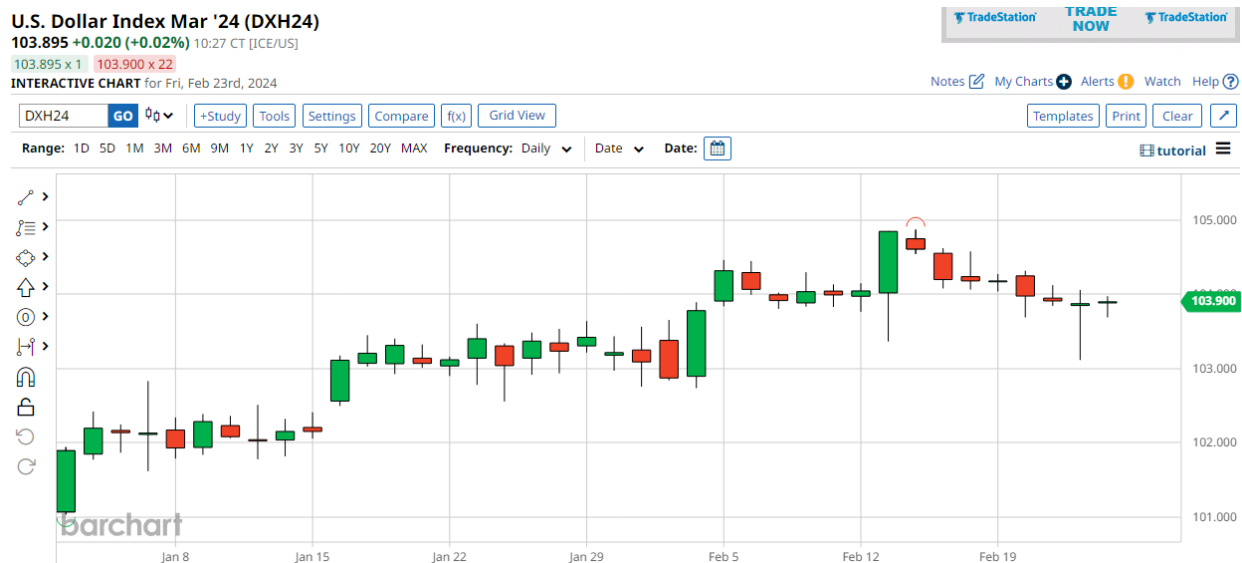 U.S. Dollar Index Mar '24 (DXH24)
103.895 +0.020 (+0.02%) 10:27 CT [ICE/US]
103.895 x 1 103.900 x 22
INTERACTIVE CHART for Fri, Feb 23rd, 2024
TradeStation TRADE NOW TradeStation
Notes My Charts Alerts Watch Help
DXH24 GO +Study Tools Settings Compare f(x) Grid View Templates Print Clear
Range: 1D 5D 1M 3M 6M 9M 1Y 2Y 3Y 5Y 10Y 20Y MAX Frequency: Daily Date Date: tutorial
105.000
103.900
103.000
102.000
101.000
barchart
Jan 8 Jan 15 Jan 22 Jan 29 Feb 5 Feb 12 Feb 19